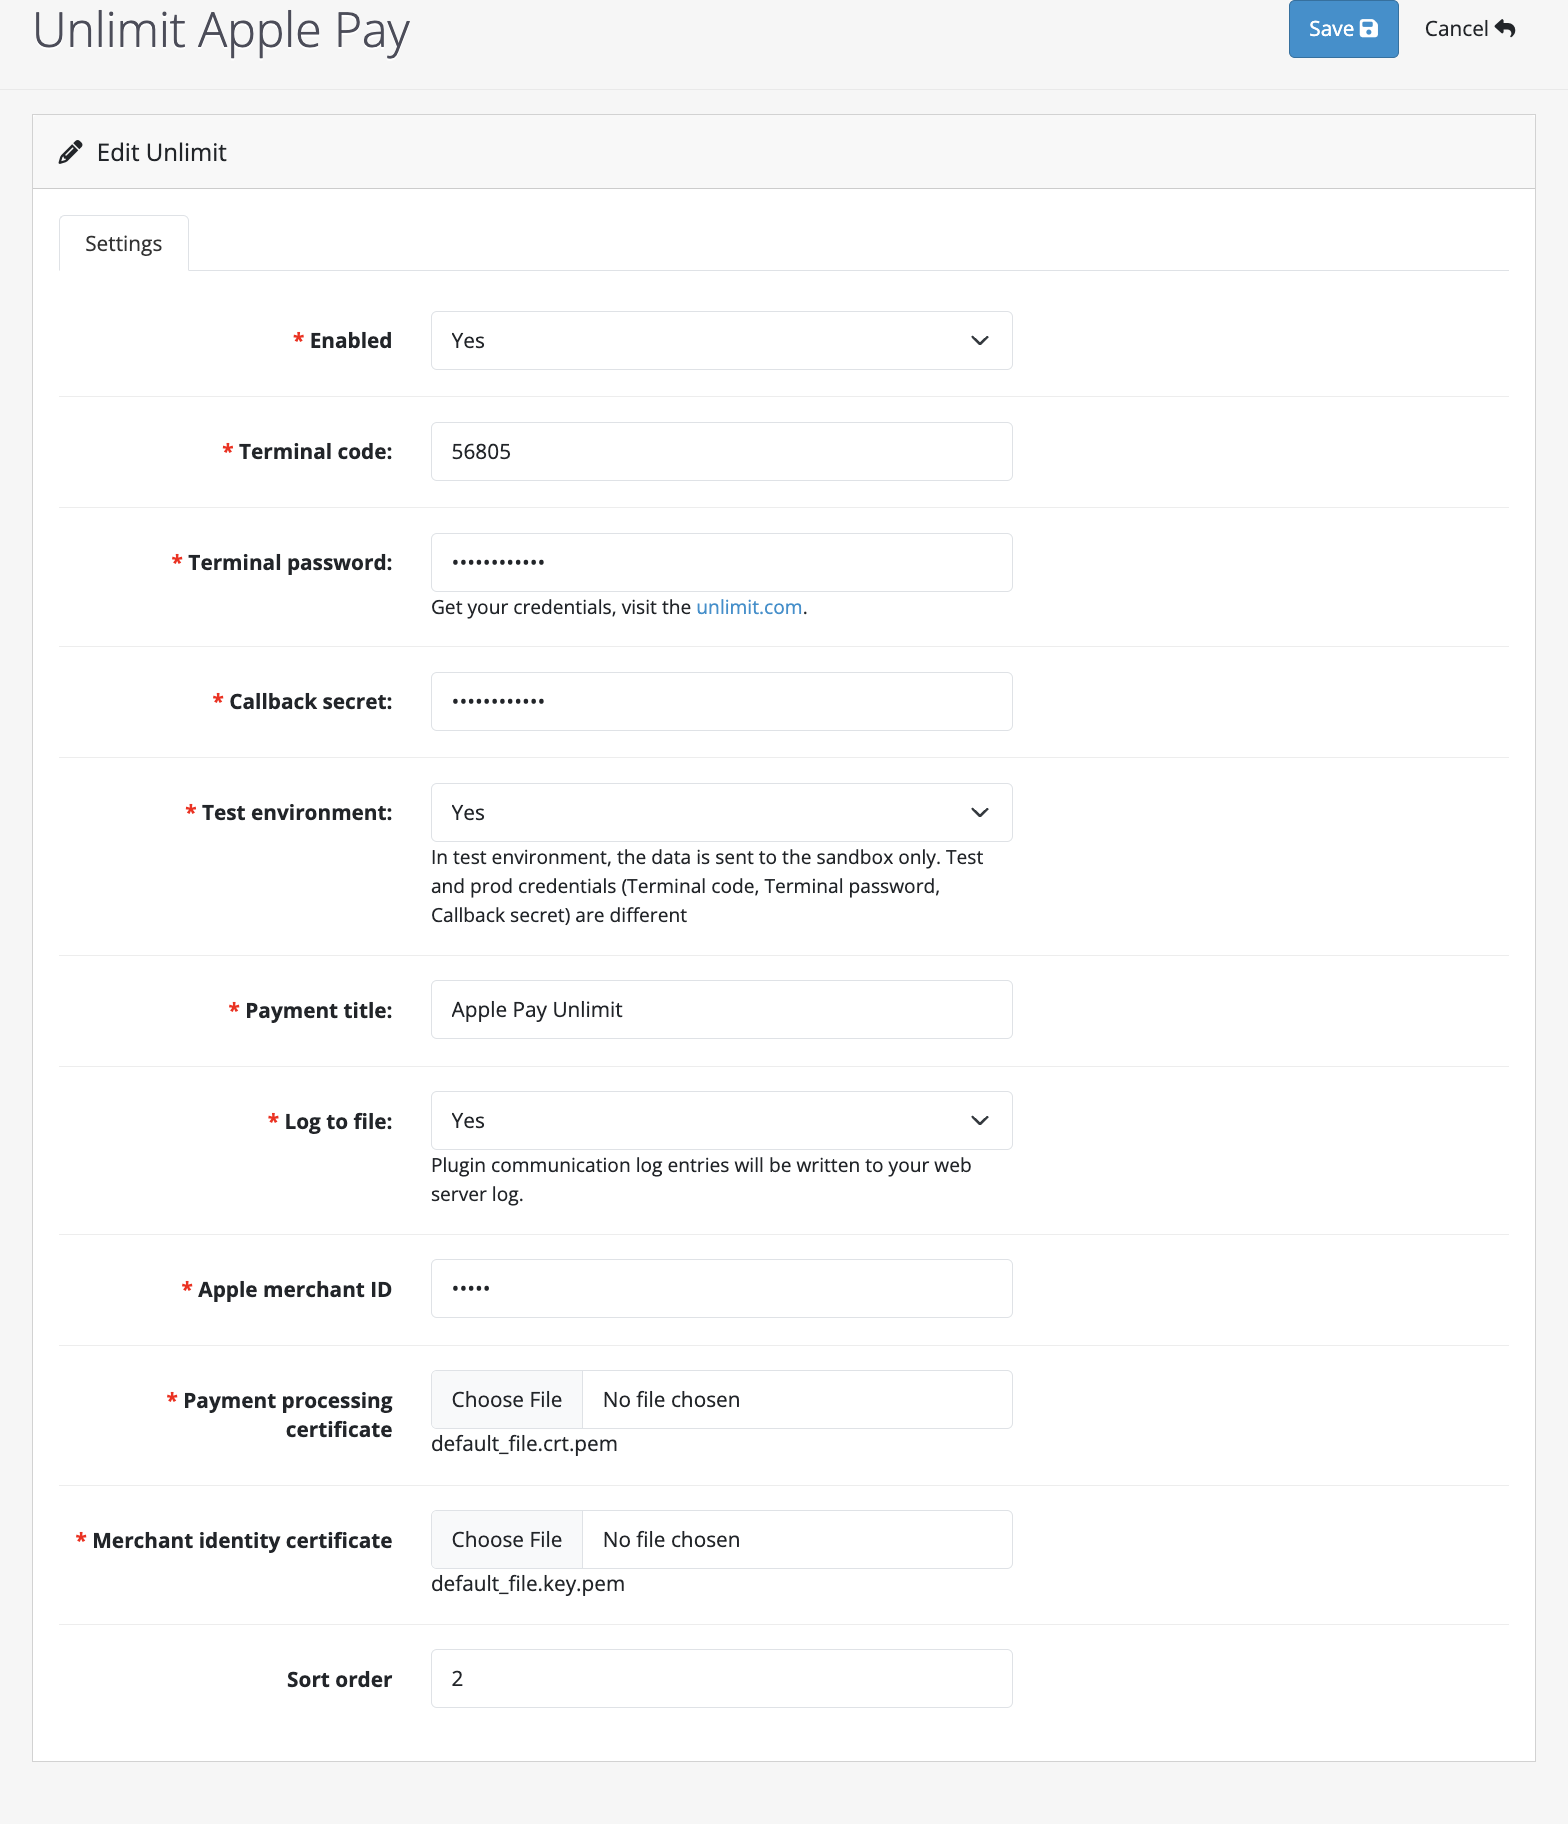 Unlimit Apple Pay
Save
Cancel
Edit Unlimit
Settings
* Enabled
Yes
* Terminal code:
56805
* Terminal password:
••••••••••••
Get your credentials, visit the unlimit.com.
* Callback secret:
••••••••••••
* Test environment:
Yes
In test environment, the data is sent to the sandbox only. Test
and prod credentials (Terminal code, Terminal password,
Callback secret) are different
* Payment title:
Apple Pay Unlimit
* Log to file:
Yes
Plugin communication log entries will be written to your web
server log.
* Apple merchant ID
•••••
* Payment processing
certificate
Choose File No file chosen
default_file.crt.pem
* Merchant identity certificate
Choose File No file chosen
default_file.key.pem
Sort order
2